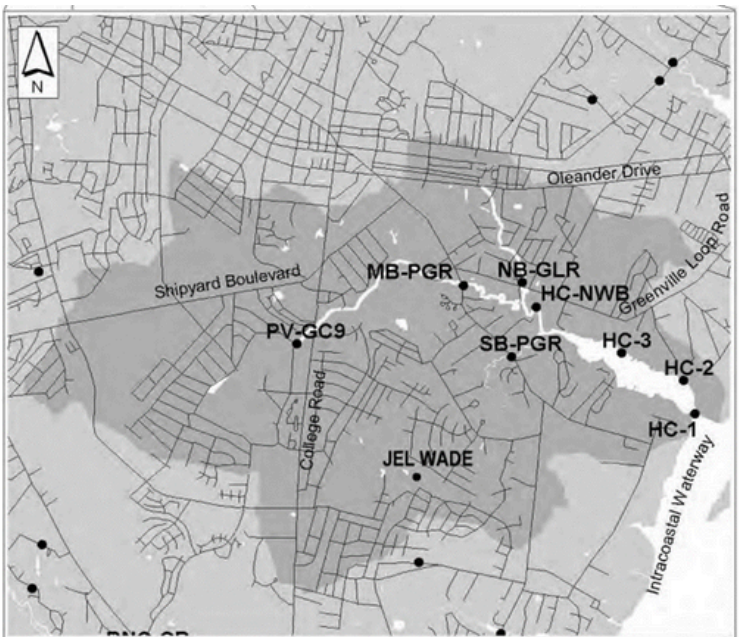 N
Oleander Drive
Greenville Loop Road
Shipyard Boulevard
MB-PGR
NB-GLR
HC-NWB
PV-GC9
SB-PGR
HC-3
HC-2
HC-1
College Road
JEL WADE
Intracoastal Waterway